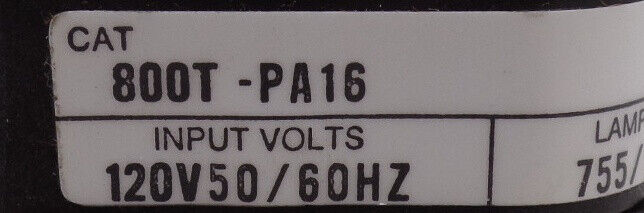 CAT
800T -PA16
INPUT VOLTS
120V50/60HZ
755/